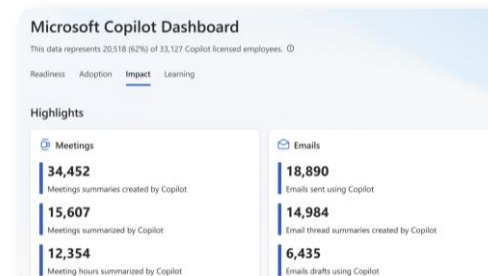 Microsoft Copilot Dashboard
This data represents 20,518 (62%) of 33,127 Copilot licensed employees.
Readiness Adoption Impact Learning
Highlights
Meetings
34,452
Meetings summaries created by Copilot
15,607
Meetings summarized by Copilot
12,354
Meeting hours summarized by Copilot
Emails
18,890
Emails sent using Copilot
14,984
Email thread summaries created by Copilot
6,435
Emails drafts using Copilot